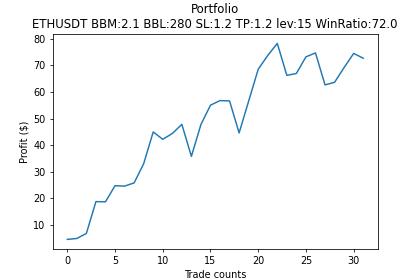 Portfolio
ETHUSDT BBM:2.1 BBL:280 SL:1.2 TP:1.2 lev:15 WinRatio:72.0
80
70
60
50
40
30
20
10
Profit ($)
0 5 10 15 20 25 30
Trade counts